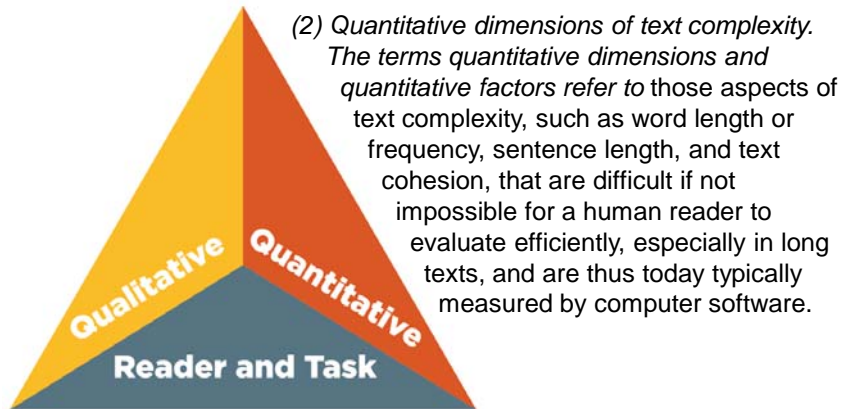 (2) Quantitative dimensions of text complexity.
The terms quantitative dimensions and
quantitative factors refer to those aspects of
text complexity, such as word length or
frequency, sentence length, and text
cohesion, that are difficult if not
impossible for a human reader to
evaluate efficiently, especially in long
texts, and are thus today typically
measured by computer software.
Qualitative
Quantitative
Reader and Task